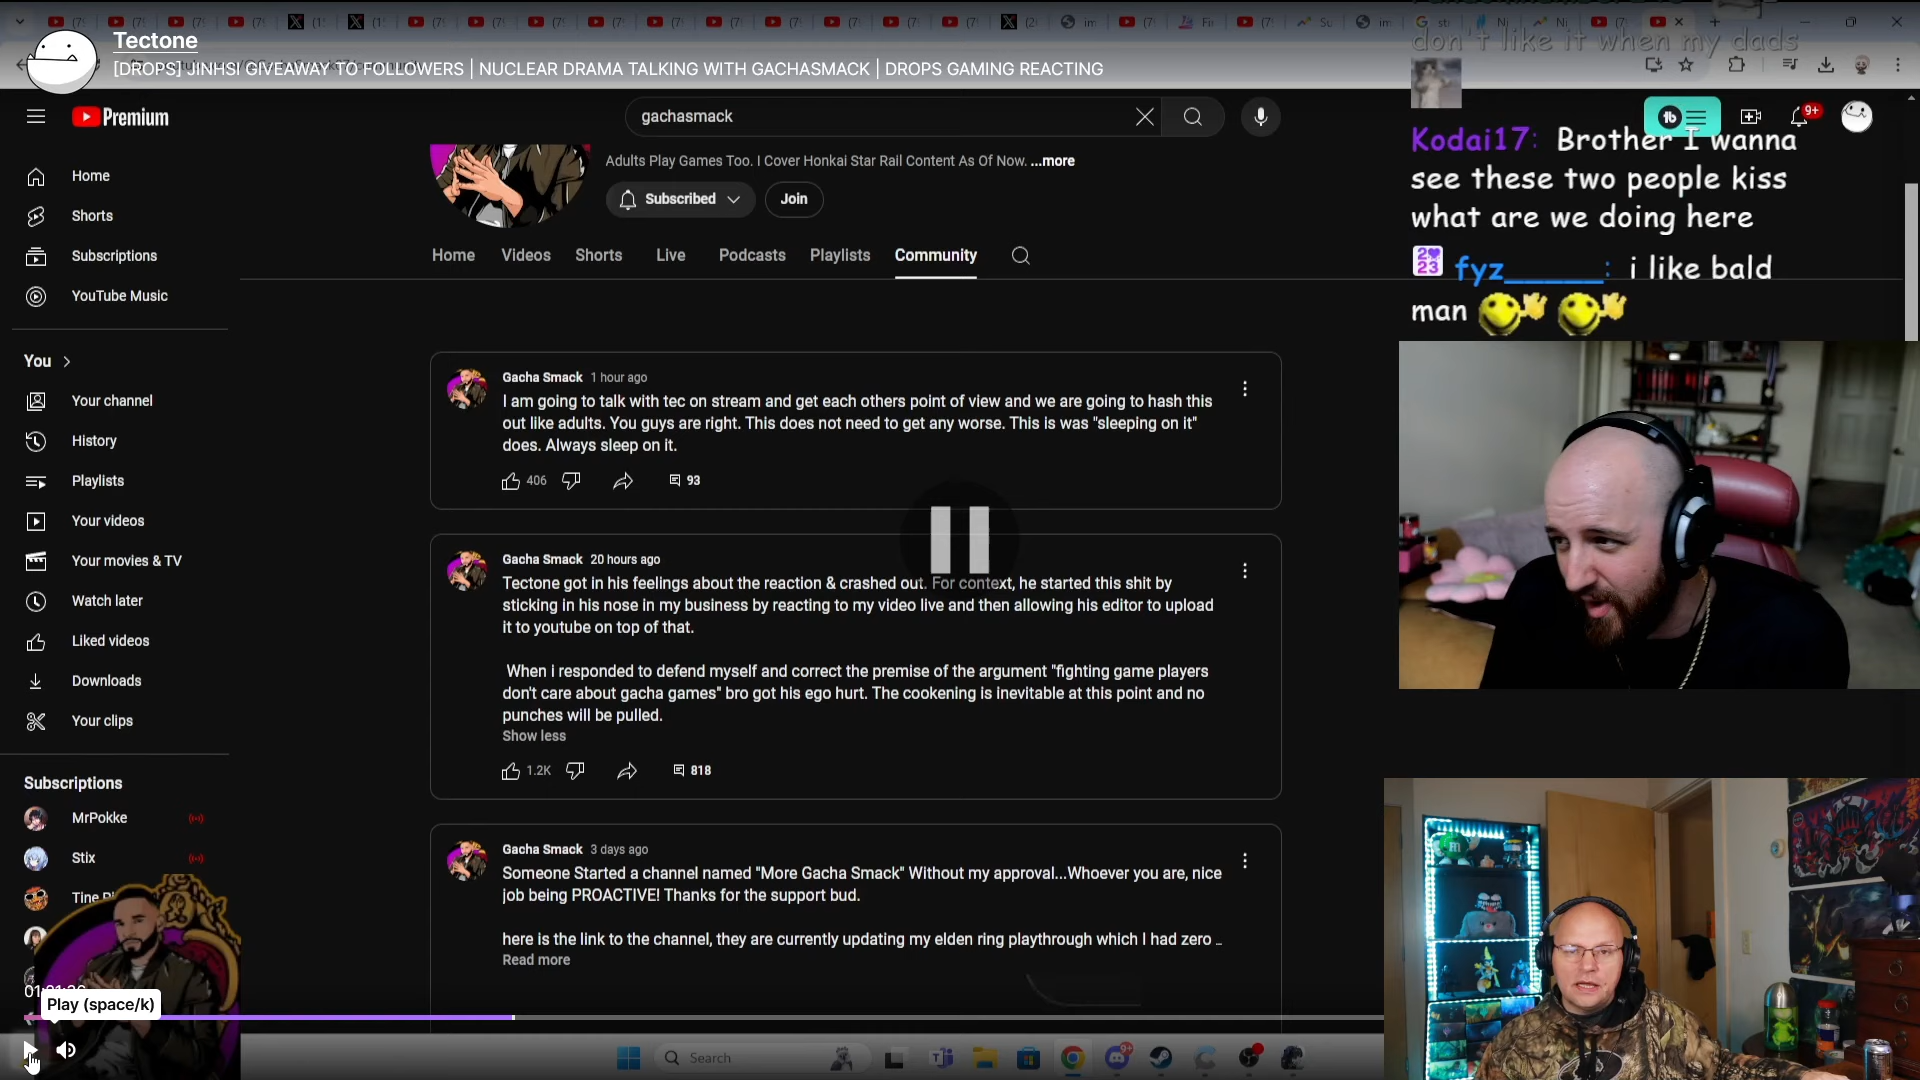 Tectone
[DROPS] JINHSI GIVEAWAY TO FOLLOWERS | NUCLEAR DRAMA TALKING WITH GACHASMACK | DROPS GAMING REACTING
don't like it when my dads
Premium
gachasmack
9+
Kodai17: Brother I wanna
see these two people kiss
what are we doing here
fyz_____: i like bald
man
Adults Play Games Too. I Cover Honkai Star Rail Content As Of Now. ...more
Subscribed
Join
Home
Videos
Shorts
Live
Podcasts
Playlists
Community
Home
Shorts
Subscriptions
YouTube Music
You
Your channel
History
Playlists
Your videos
Your movies & TV
Watch later
Liked videos
Downloads
Your clips
Subscriptions
MrPokke
Stix
Gacha Smack 1 hour ago
I am going to talk with tec on stream and get each others point of view and we are going to hash this
out like adults. You guys are right. This does not need to get any worse. This is was "sleeping on it"
does. Always sleep on it.
406
93
Gacha Smack 20 hours ago
Tectone got in his feelings about the reaction & crashed out. For context, he started this shit by
sticking in his nose in my business by reacting to my video live and then allowing his editor to upload
it to youtube on top of that.
When i responded to defend myself and correct the premise of the argument "fighting game players
don't care about gacha games" bro got his ego hurt. The cookening is inevitable at this point and no
punches will be pulled.
Show less
1.2K
818
Gacha Smack 3 days ago
Someone Started a channel named "More Gacha Smack" Without my approval...Whoever you are, nice
job being PROACTIVE! Thanks for the support bud.
here is the link to the channel, they are currently updating my elden ring playthrough which I had zero ..
Read more
Play (space/k)
Search
9+